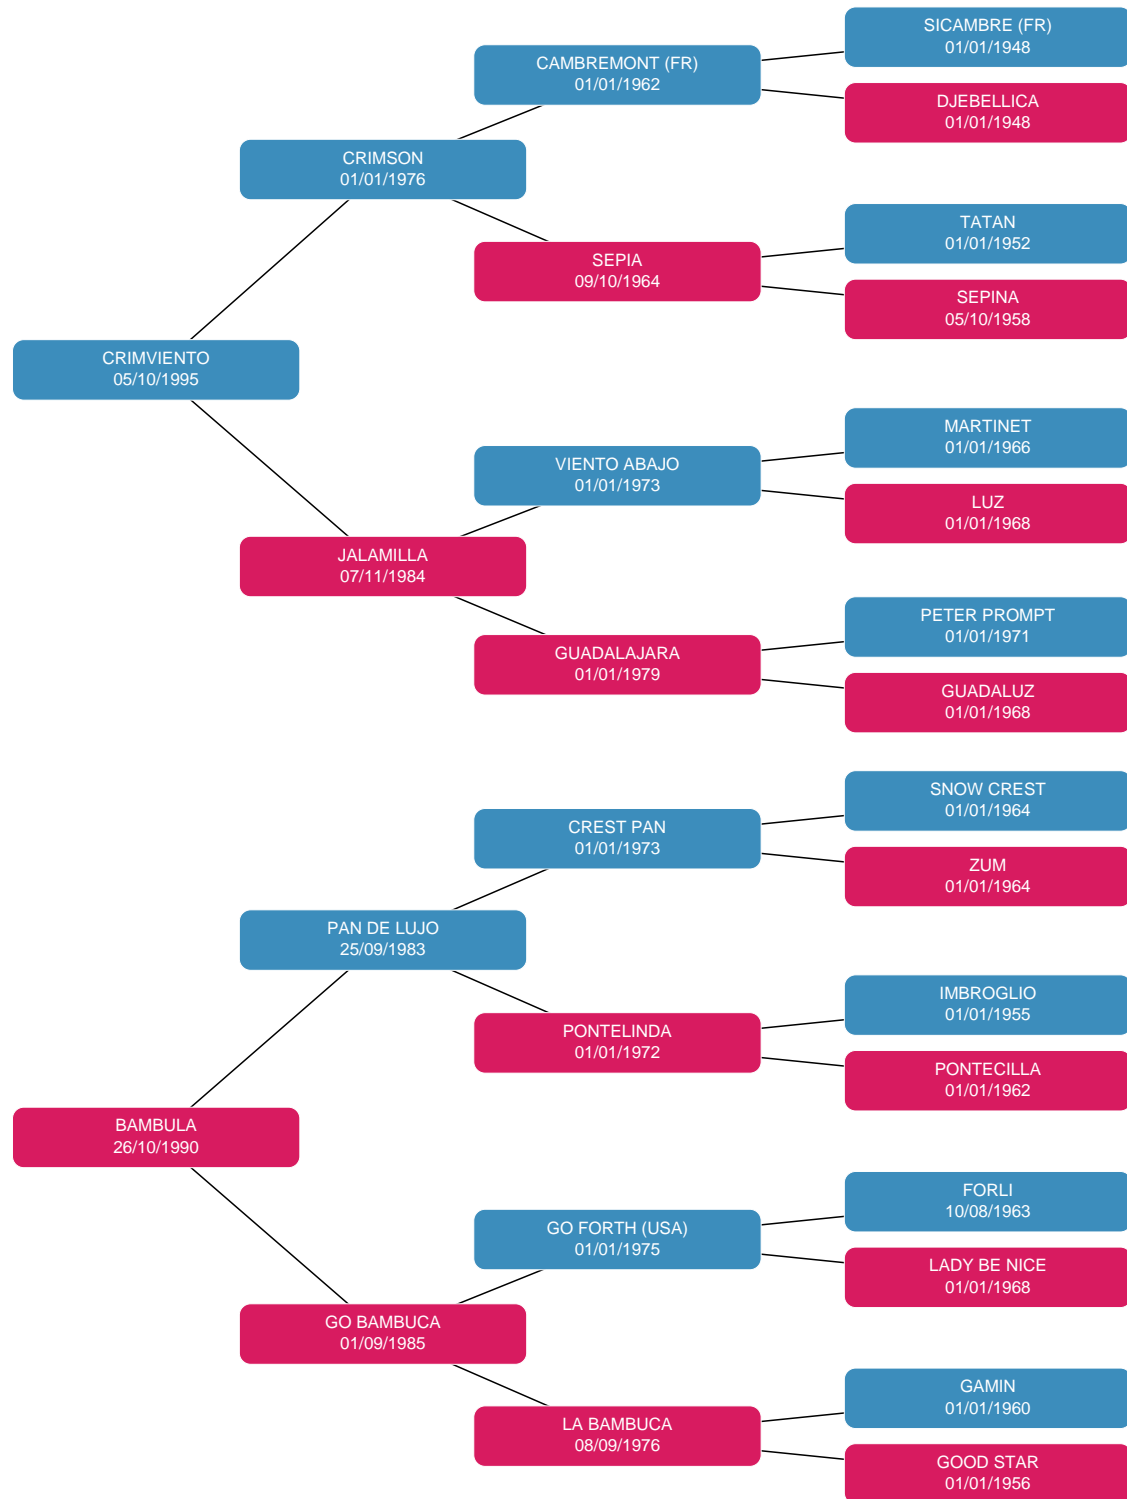 SICAMBRE (FR)
01/01/1948
CAMBREMONT (FR)
01/01/1962
DJEBELLICA
01/01/1948
CRIMSON
01/01/1976
TATAN
01/01/1952
SEPIA
09/10/1964
SEPINA
05/10/1958
CRIMVIENTO
05/10/1995
MARTINET
01/01/1966
VIENTO ABAJO
01/01/1973
LUZ
01/01/1968
JALAMILLA
07/11/1984
PETER PROMPT
01/01/1971
GUADALAJARA
01/01/1979
GUADALUZ
01/01/1968
SNOW CREST
01/01/1964
CREST PAN
01/01/1973
ZUM
01/01/1964
PAN DE LUJO
25/09/1983
IMBROGLIO
01/01/1955
PONTELINDA
01/01/1972
PONTECILLA
01/01/1962
BAMBULA
26/10/1990
FORLI
10/08/1963
GO FORTH (USA)
01/01/1975
LADY BE NICE
01/01/1968
GO BAMBUCA
01/09/1985
GAMIN
01/01/1960
LA BAMBUCA
08/09/1976
GOOD STAR
01/01/1956